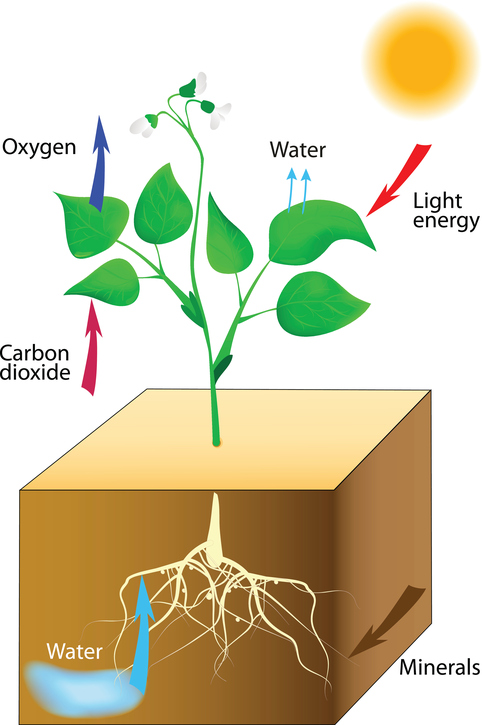 Oxygen
Water
Light
energy
Carbon
dioxide
Water
Minerals